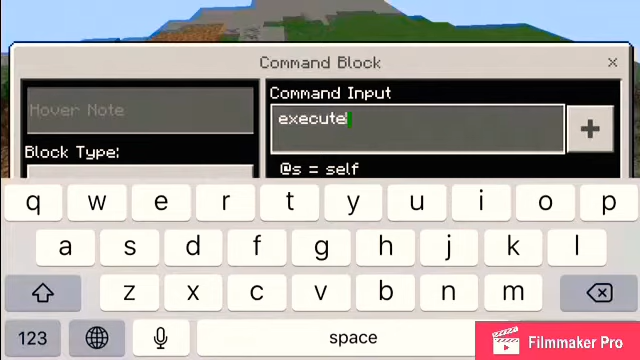 Command Block
Hover Note
Command Input
execute
Block Type:
@s = self
q w e r t y u i o p
a s d f g h j k l
z x c v b n m
123 space
Filmmaker Pro